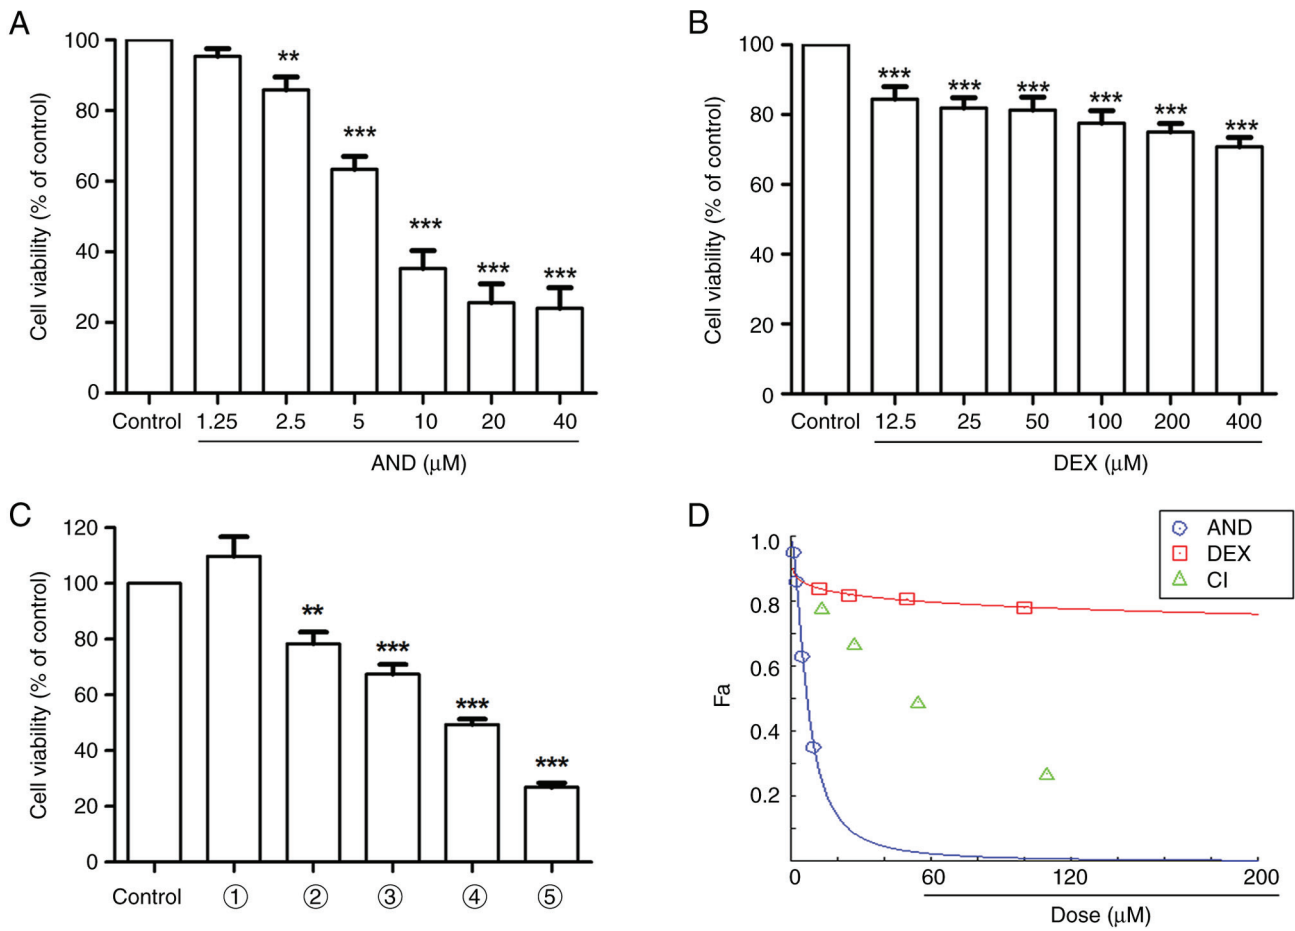 A
Cell viability (% of control)
100
80
60
40
20
0
**
***
***
***
***
Control 1.25 2.5 5 10 20 40
AND (µM)
B
Cell viability (% of control)
100
80
60
40
20
0
***
***
***
***
***
***
Control 12.5 25 50 100 200 400
DEX (µM)
C
Cell viability (% of control)
120
100
80
60
40
20
0
**
***
***
***
Control ① ② ③ ④ ⑤
D
AND
DEX
CI
Fa
1.0
0.8
0.6
0.4
0.2
0 60 120 200
Dose (µM)